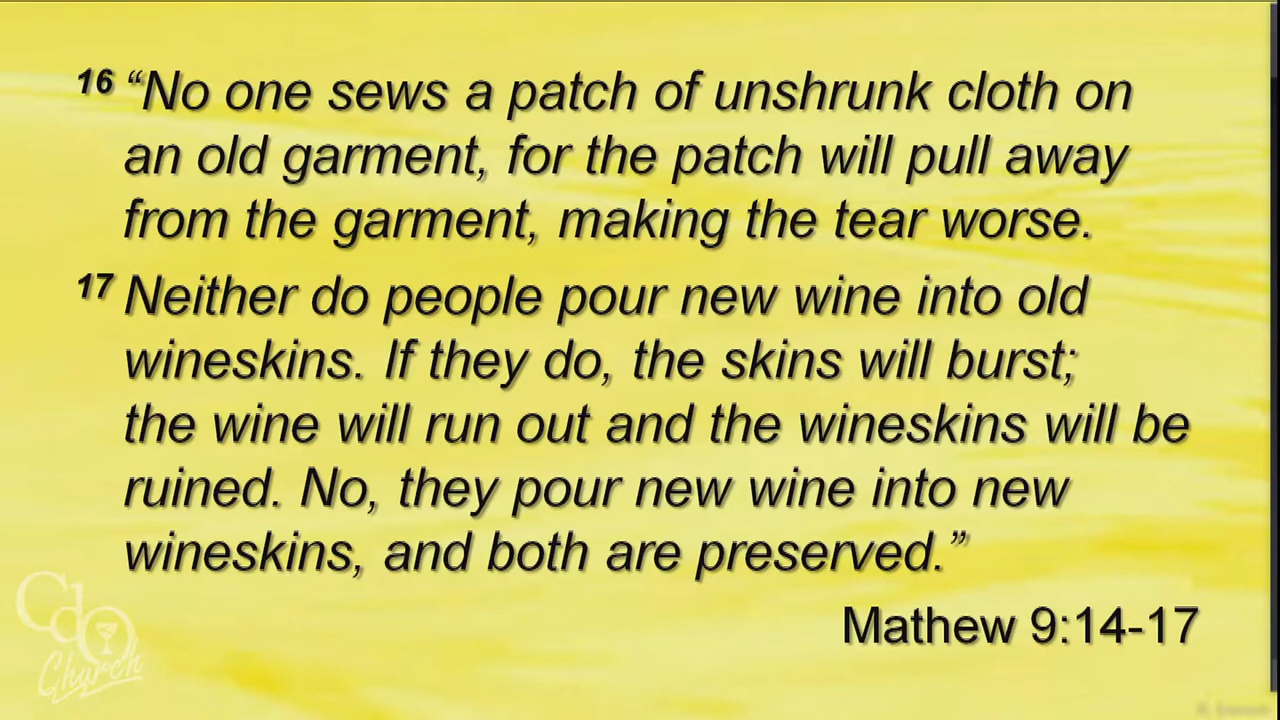 16 “No one sews a patch of unshrunk cloth on
an old garment, for the patch will pull away
from the garment, making the tear worse.
17 Neither do people pour new wine into old
wineskins. If they do, the skins will burst;
the wine will run out and the wineskins will be
ruined. No, they pour new wine into new
wineskins, and both are preserved.”
Mathew 9:14-17
CdO
Church